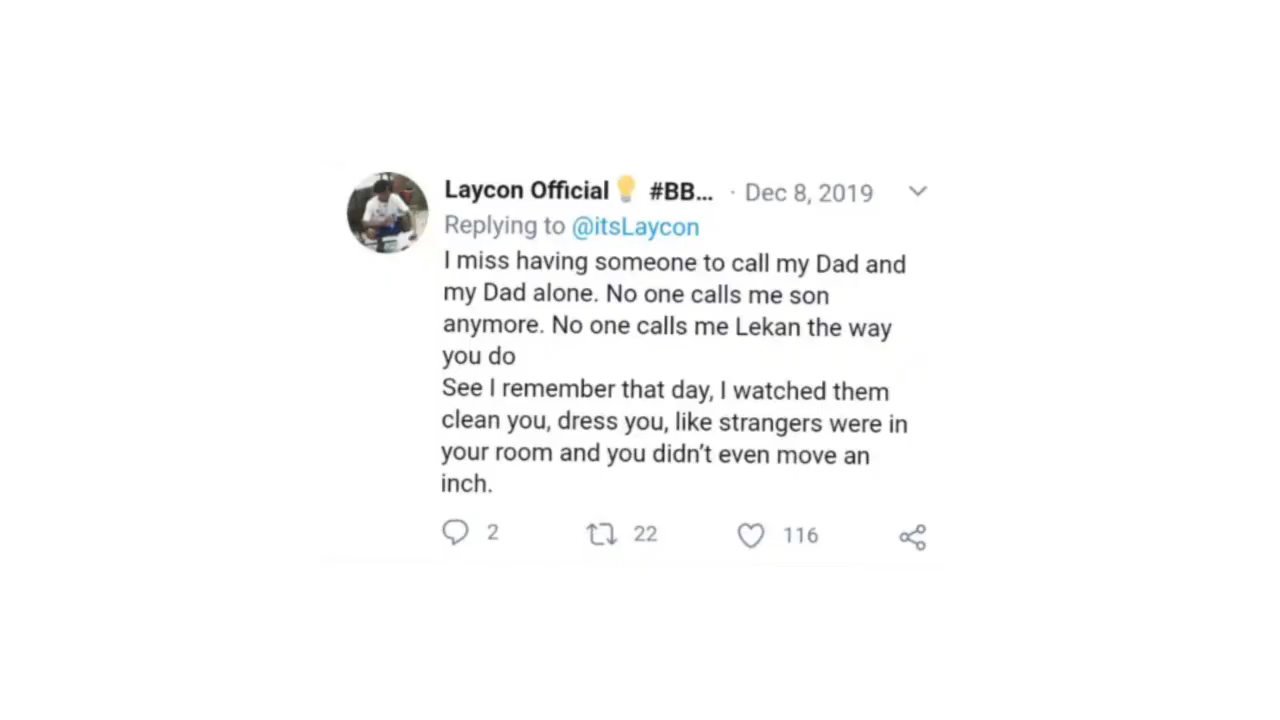 Laycon Official💡 #BB... · Dec 8, 2019
Replying to @itsLaycon
I miss having someone to call my Dad and
my Dad alone. No one calls me son
anymore. No one calls me Lekan the way
you do
See I remember that day, I watched them
clean you, dress you, like strangers were in
your room and you didn't even move an
inch.
2 22 116